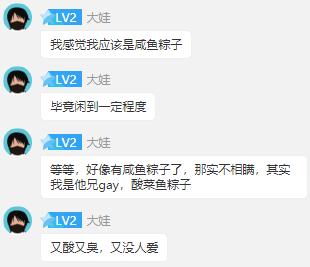 LV2 大娃
我感觉我应该是咸鱼粽子
LV2 大娃
毕竟闲到一定程度
LV2 大娃
等等，好像有咸鱼粽子了，那实不相瞒，其实
我是他兄gay，酸菜鱼粽子
LV2 大娃
又酸又臭，又没人爱